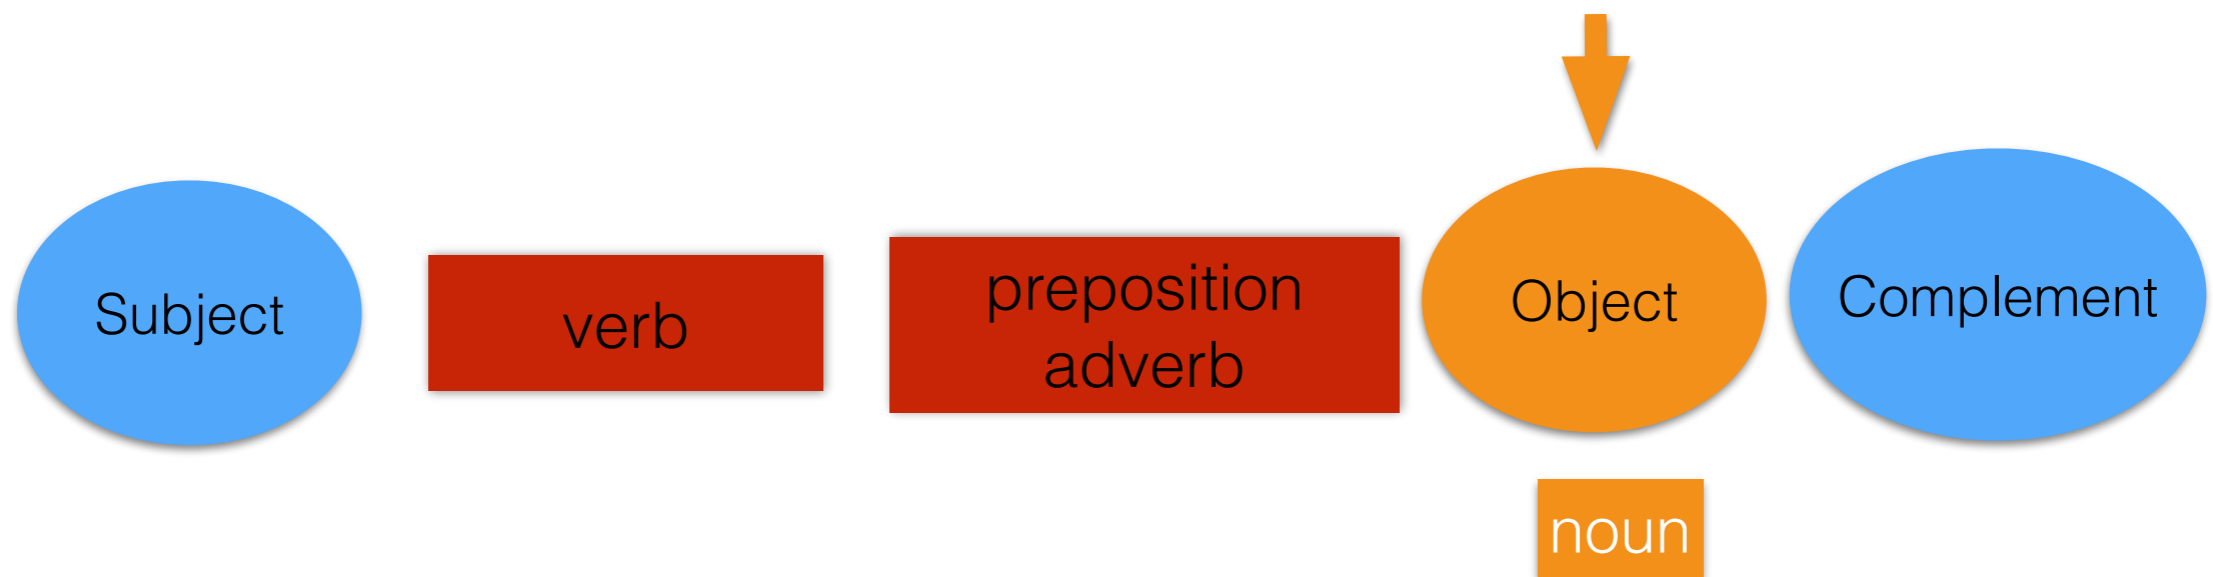 Subject
verb
preposition
adverb
Object
Complement
noun